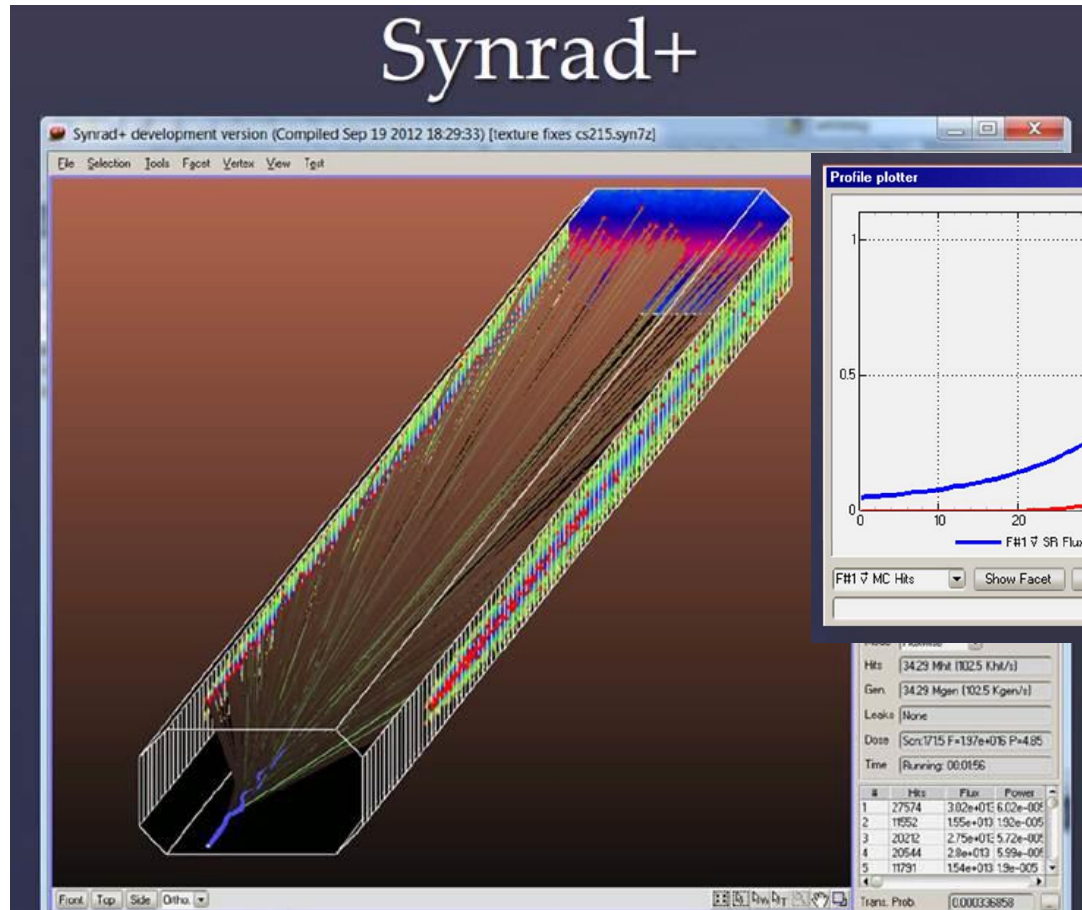 Synrad+
Synrad+ development version (Compiled Sep 19 2012 18:29:33) [texture fixes cs215.syn7z]
File Selection Tools Facet Vertex View Test
Profile plotter
1
0.5
0
0 10 20
F#1 SR Flux
F#1 MC Hits Show Facet
Hits 34.29 Mhit (102.5 Khit/s)
Gen. 34.29 Mgen (102.5 Kgen/s)
Leaks None
Dose Scn:1715 F=1.97e+016 P=4.85
Time Running: 00:01:56
# Hits Flux Power
1 27574 3.02e+013 6.02e-005
2 11552 1.55e+013 1.92e-005
3 20212 2.75e+013 5.72e-005
4 20544 2.8e+013 5.99e-005
5 11791 1.54e+013 1.9e-005
Front Top Side Ortho.
Trans. Prob. 0.000336858 ...